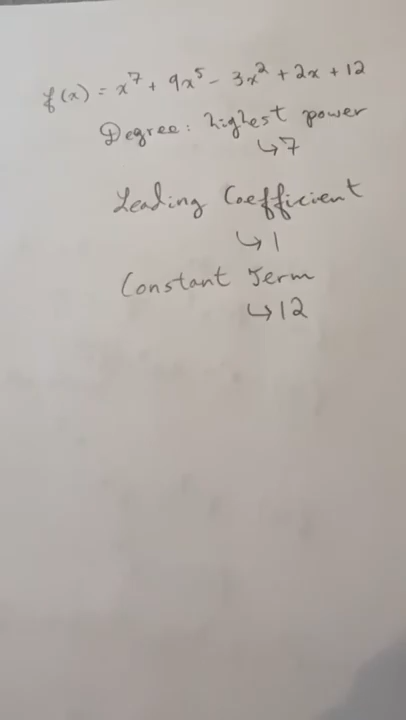 f(x) = x⁷ + 9x⁵ - 3x² + 2x + 12
Degree: highest power
↳ 7
Leading Coefficient
↳ 1
Constant Term
↳ 12